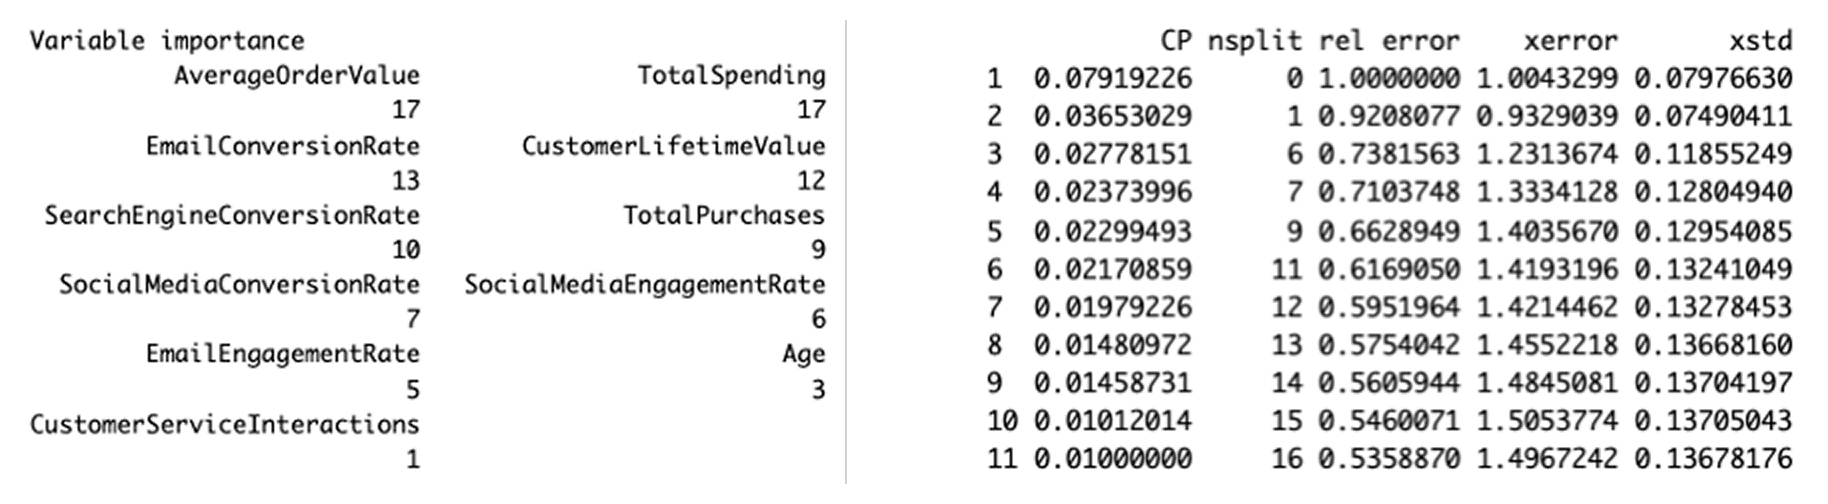 Variable importance
AverageOrderValue TotalSpending
17 17
EmailConversionRate CustomerLifetimeValue
13 12
SearchEngineConversionRate TotalPurchases
10 9
SocialMediaConversionRate SocialMediaEngagementRate
7 6
EmailEngagementRate Age
5 3
CustomerServiceInteractions
1
CP nsplit rel error xerror xstd
1 0.07919226 0 1.0000000 1.0043299 0.07976630
2 0.03653029 1 0.9208077 0.9329039 0.07490411
3 0.02778151 6 0.7381563 1.2313674 0.11855249
4 0.02373996 7 0.7103748 1.3334128 0.12804940
5 0.02299493 9 0.6628949 1.4035670 0.12954085
6 0.02170859 11 0.6169050 1.4193196 0.13241049
7 0.01979226 12 0.5951964 1.4214462 0.13278453
8 0.01480972 13 0.5754042 1.4552218 0.13668160
9 0.01458731 14 0.5605944 1.4845081 0.13704197
10 0.01012014 15 0.5460071 1.5053774 0.13705043
11 0.01000000 16 0.5358870 1.4967242 0.13678176